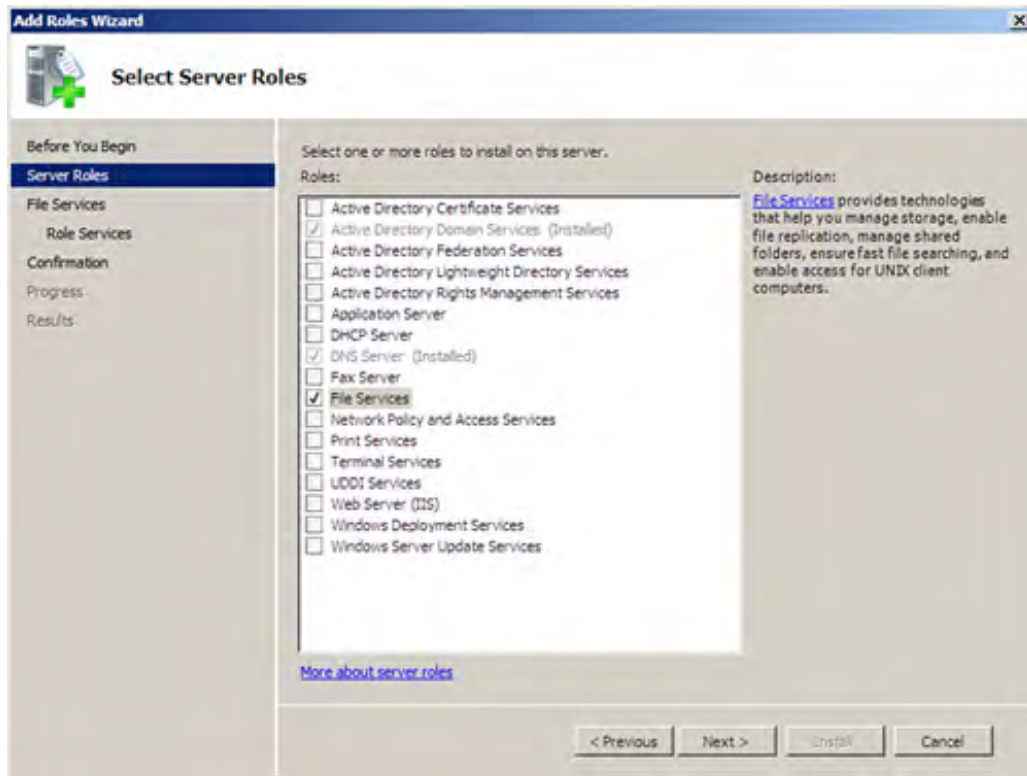 Add Roles Wizard
Select Server Roles
Before You Begin
Server Roles
File Services
Role Services
Confirmation
Progress
Results
Select one or more roles to install on this server.
Roles:
Active Directory Certificate Services
Active Directory Domain Services (Installed)
Active Directory Federation Services
Active Directory Lightweight Directory Services
Active Directory Rights Management Services
Application Server
DHCP Server
DNS Server (Installed)
Fax Server
File Services
Network Policy and Access Services
Print Services
Terminal Services
UDDI Services
Web Server (IIS)
Windows Deployment Services
Windows Server Update Services
More about server roles
Description:
File Services provides technologies
that help you manage storage, enable
file replication, manage shared
folders, ensure fast file searching, and
enable access for UNIX client
computers.
< Previous
Next >
Install
Cancel